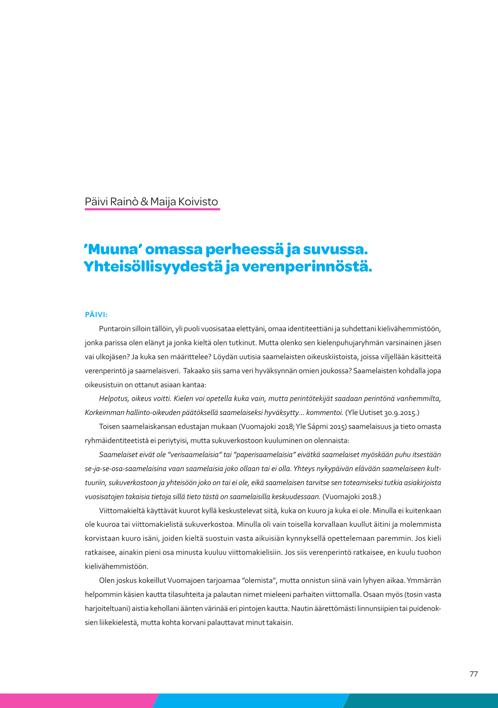 Päivi Rainò & Maija Koivisto
'Muuna' omassa perheessä ja suvussa.
Yhteisöllisyydestä ja verenperinnöstä.
PÄIVI:
Puntaroin silloin tällöin, yli puoli vuosisataa elettyäni, omaa identiteettiäni ja suhdettani kielivähemmistöön,
jonka parissa olen elänyt ja jonka kieltä olen tutkinut. Mutta olenko sen kielenpuhujaryhmän varsinainen jäsen
vai ulkojäsen? Ja kuka sen määrittelee? Löydän uutisia saamelaisten oikeuskiistoista, joissa viljellään käsitteitä
verenperintö ja saamelaisveri. Takaako siis sama veri hyväksynnän omien joukossa? Saamelaisten kohdalla jopa
oikeusistuin on ottanut asiaan kantaa:
Helpotus, oikeus voitti. Kielen voi opetella kuka vain, mutta perintötekijät saadaan perintönä vanhemmilta,
Korkeimman hallinto-oikeuden päätöksellä saamelaiseksi hyväksytty... kommentoi. (Yle Uutiset 30.9.2015.)
Toisen saamelaiskansan edustajan mukaan (Vuomajoki 2018; Yle Sápmi 2015) saamelaisuus ja tieto omasta
ryhmäidentiteetistä ei periytyisi, mutta sukuverkostoon kuuluminen on olennaista:
Saamelaiset eivät ole "verisaamelaisia" tai "paperisaamelaisia" eivätkä saamelaiset myöskään puhu itsestään
se-ja-se-osa-saamelaisina vaan saamelaisia joko ollaan tai ei olla. Yhteys nykypäivän elävään saamelaiseen kult-
tuuriin, sukuverkostoon ja yhteisöön joko on tai ei ole, eikä saamelaisen tarvitse sen toteamiseksi tutkia asiakirjoista
vuosisatojen takaisia tietoja sillä tieto tästä on saamelaisilla keskuudessaan. (Vuomajoki 2018.)
Viittomakieltä käyttävät kuurot kyllä keskustelevat siitä, kuka on kuuro ja kuka ei ole. Minulla ei kuitenkaan
ole kuuroa tai viittomakielistä sukuverkostoa. Minulla oli vain toisella korvallaan kuullut äitini ja molemmista
korvistaan kuuro isäni, joiden kieltä suostuin vasta aikuisiän kynnyksellä opettelemaan paremmin. Jos kieli
ratkaisee, ainakin pieni osa minusta kuuluu viittomakielisiin. Jos siis verenperintö ratkaisee, en kuulu tuohon
kielivähemmistöön.
Olen joskus kokeillut Vuomajoen tarjoamaa "olemista", mutta onnistun siinä vain lyhyen aikaa. Ymmärrän
helpommin käsien kautta tilasuhteita ja palautan nimet mieleeni parhaiten viittomalla. Osaan myös (tosin vasta
harjoiteltuani) aistia kehollani äänten värinää eri pintojen kautta. Nautin äärettömästi linnunsiipien tai puidenok-
sien liikekielestä, mutta kohta korvani palauttavat minut takaisin.
77